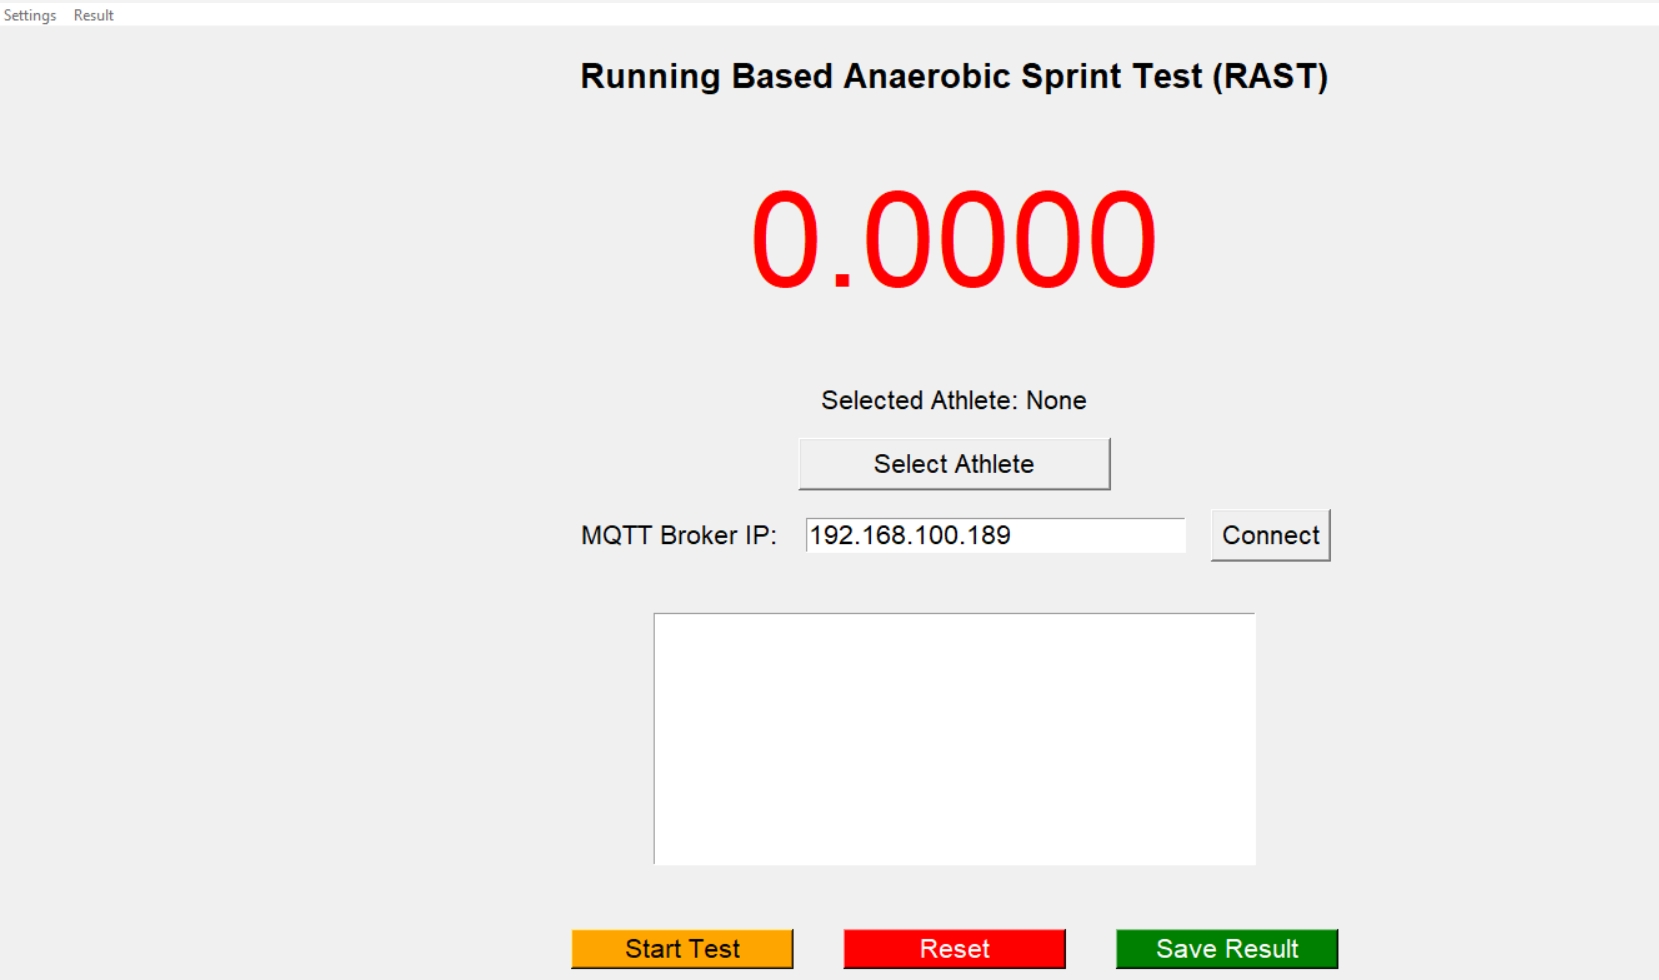 Settings Result
Running Based Anaerobic Sprint Test (RAST)
0.0000
Selected Athlete: None
Select Athlete
MQTT Broker IP: 192.168.100.189 Connect
Start Test Reset Save Result